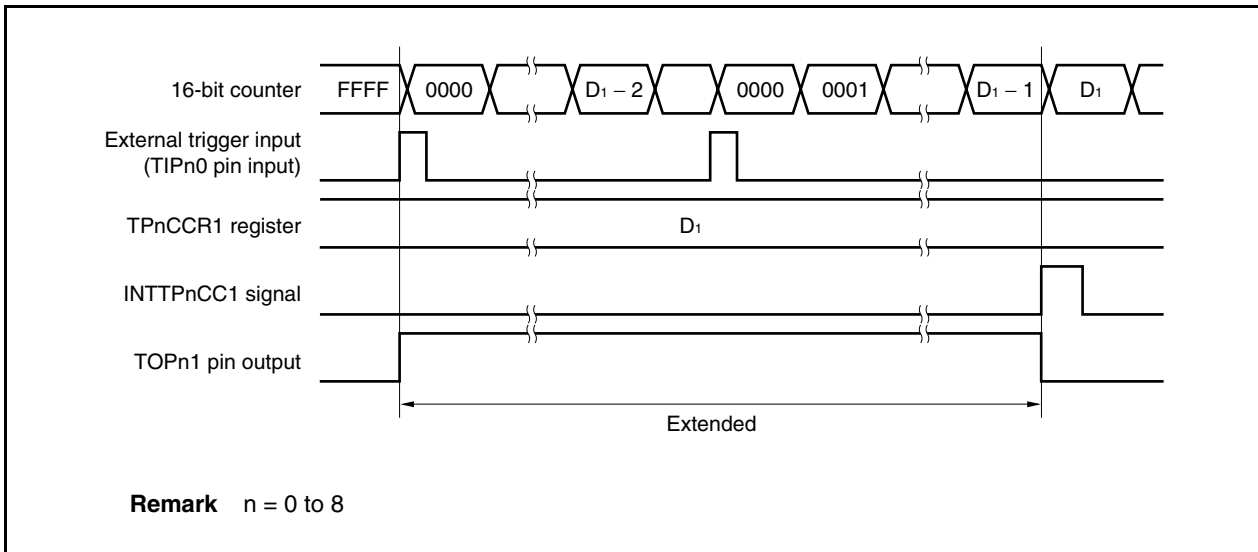 16-bit counter FFFF 0000 D1 − 2 0000 0001 D1 − 1 D1
External trigger input
(TIPn0 pin input)
TPnCCR1 register D1
INTTPnCC1 signal
TOPn1 pin output
Extended
Remark n = 0 to 8